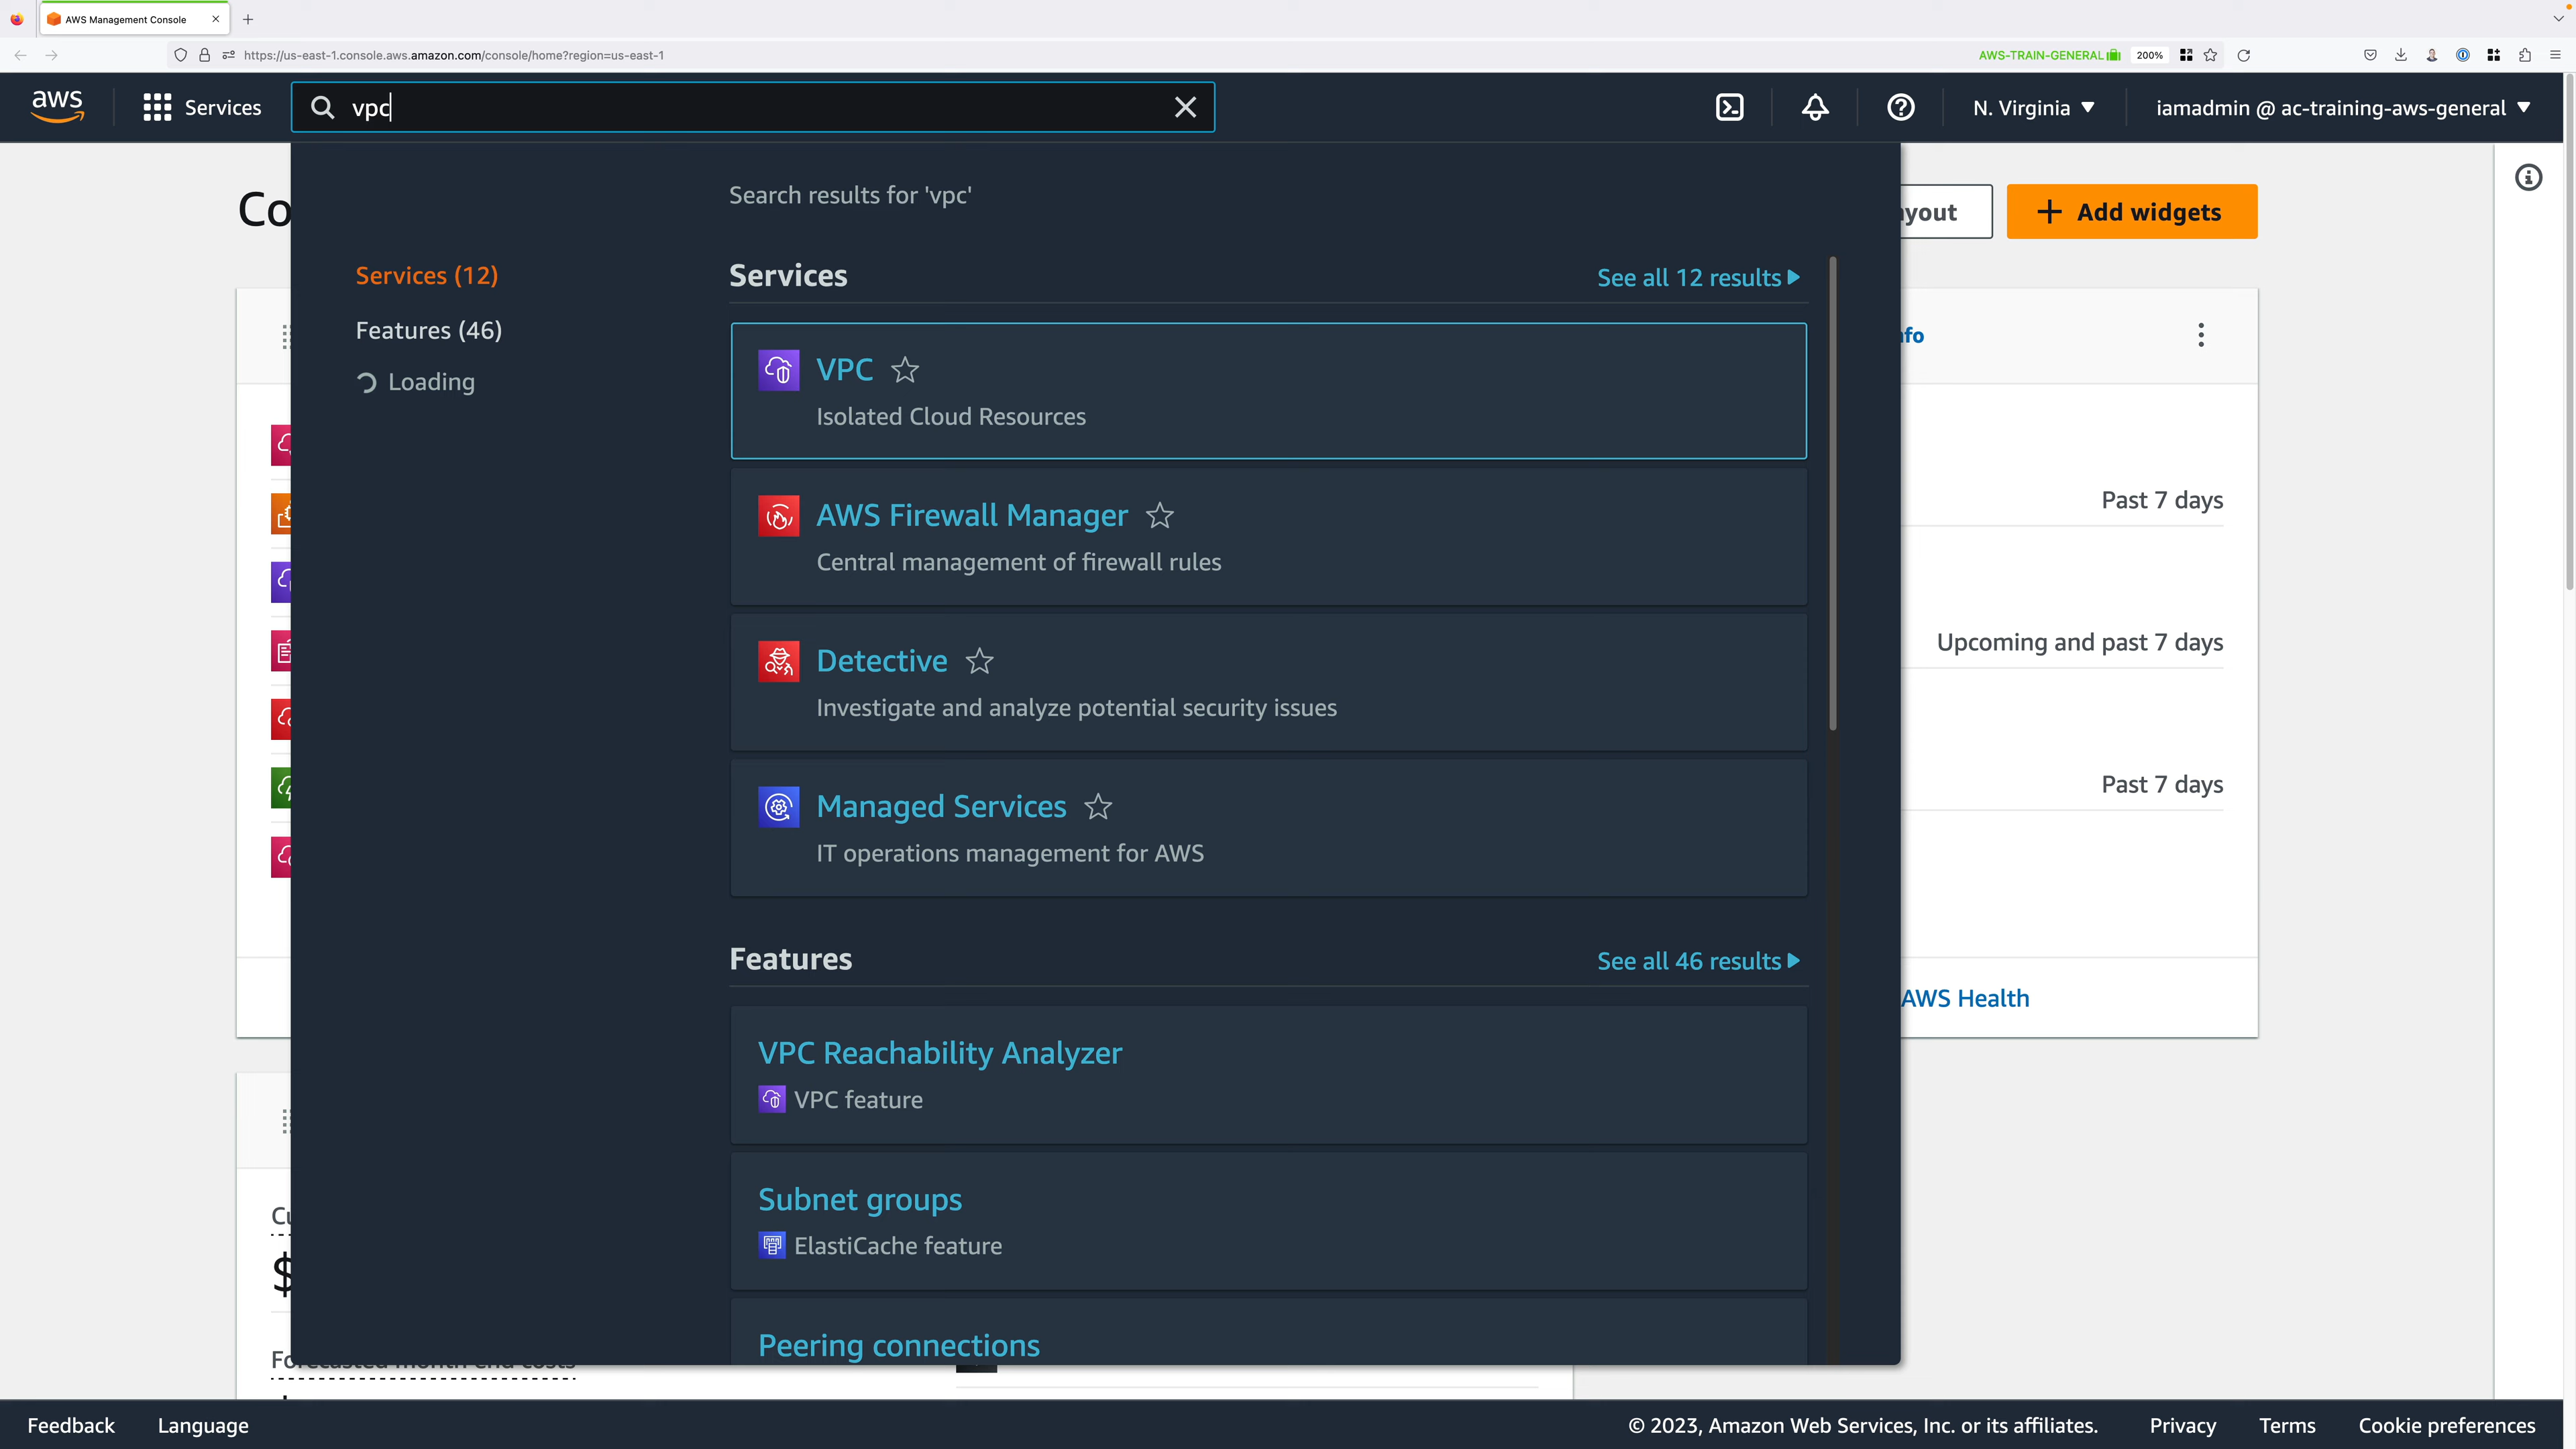 AWS Management Console
https://us-east-1.console.aws.amazon.com/console/home?region=us-east-1
AWS-TRAIN-GENERAL
200%
aws
Services
vpc
N. Virginia
iamadmin @ ac-training-aws-general
Search results for 'vpc'
Add widgets
Services (12)
Features (46)
Loading
Services
See all 12 results
VPC
Isolated Cloud Resources
AWS Firewall Manager
Central management of firewall rules
Past 7 days
Detective
Investigate and analyze potential security issues
Upcoming and past 7 days
Managed Services
IT operations management for AWS
Past 7 days
Features
See all 46 results
AWS Health
VPC Reachability Analyzer
VPC feature
Subnet groups
ElastiCache feature
$
Peering connections
Feedback
Language
© 2023, Amazon Web Services, Inc. or its affiliates.
Privacy
Terms
Cookie preferences